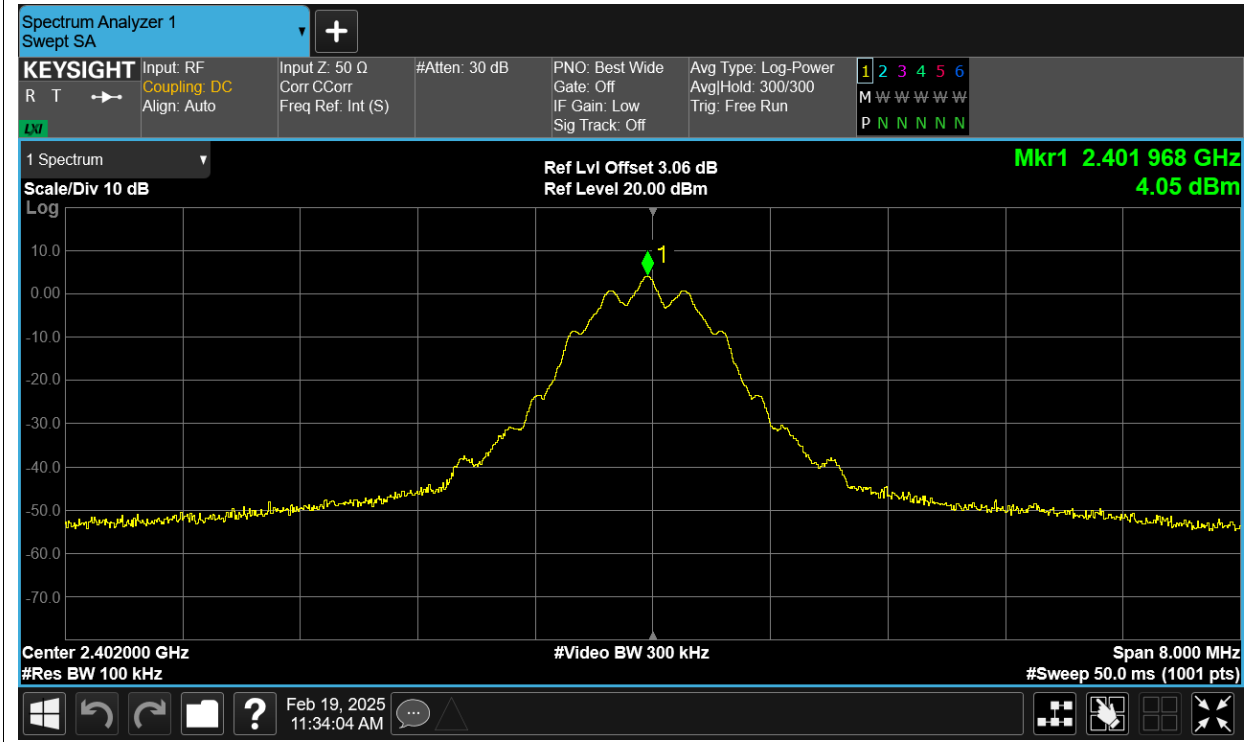 Spectrum Analyzer 1
Swept SA
KEYSIGHT
R T
LXI
Input: RF
Coupling: DC
Align: Auto
Input Z: 50 Ω
Corr CCorr
Freq Ref: Int (S)
#Atten: 30 dB
PNO: Best Wide
Gate: Off
IF Gain: Low
Sig Track: Off
Avg Type: Log-Power
Avg|Hold: 300/300
Trig: Free Run
1 2 3 4 5 6
M W W W W W
P N N N N N
1 Spectrum
Scale/Div 10 dB
Log
Ref Lvl Offset 3.06 dB
Ref Level 20.00 dBm
Mkr1 2.401 968 GHz
4.05 dBm
1
10.0
0.00
-10.0
-20.0
-30.0
-40.0
-50.0
-60.0
-70.0
Center 2.402000 GHz
#Video BW 300 kHz
Span 8.000 MHz
#Res BW 100 kHz
#Sweep 50.0 ms (1001 pts)
?
Feb 19, 2025
11:34:04 AM